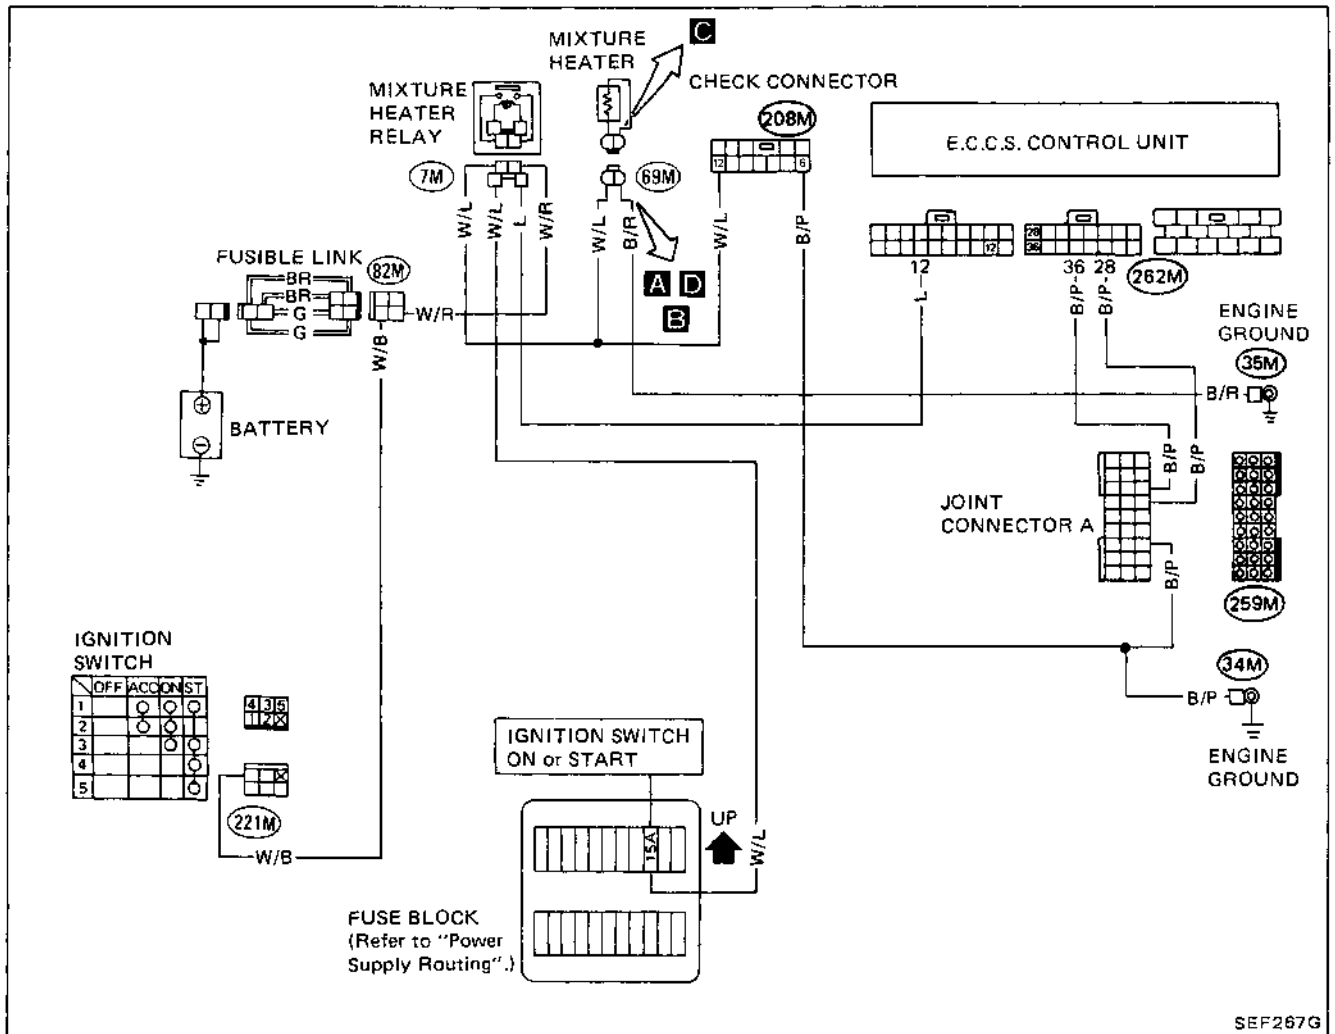 MIXTURE
HEATER
C
CHECK CONNECTOR
MIXTURE
HEATER
RELAY
208M
12
6
E.C.C.S. CONTROL UNIT
7M
69M
W/L
W/L
L
W/R
W/L
B/R
W/L
B/P
FUSIBLE LINK
BR
BR
G
G
82M
W/R
W/B
A D
B
12
28
36
12
L
36 28
B/P
B/P
262M
ENGINE
GROUND
35M
B/R
BATTERY
JOINT
CONNECTOR A
B/P
B/P
B/P
259M
34M
B/P
ENGINE
GROUND
IGNITION
SWITCH
OFF ACC ON ST
1
2
3
4
5
4 3 5
1 2
221M
W/B
IGNITION SWITCH
ON or START
15A
UP
W/L
FUSE BLOCK
(Refer to "Power
Supply Routing".)
SEF267G